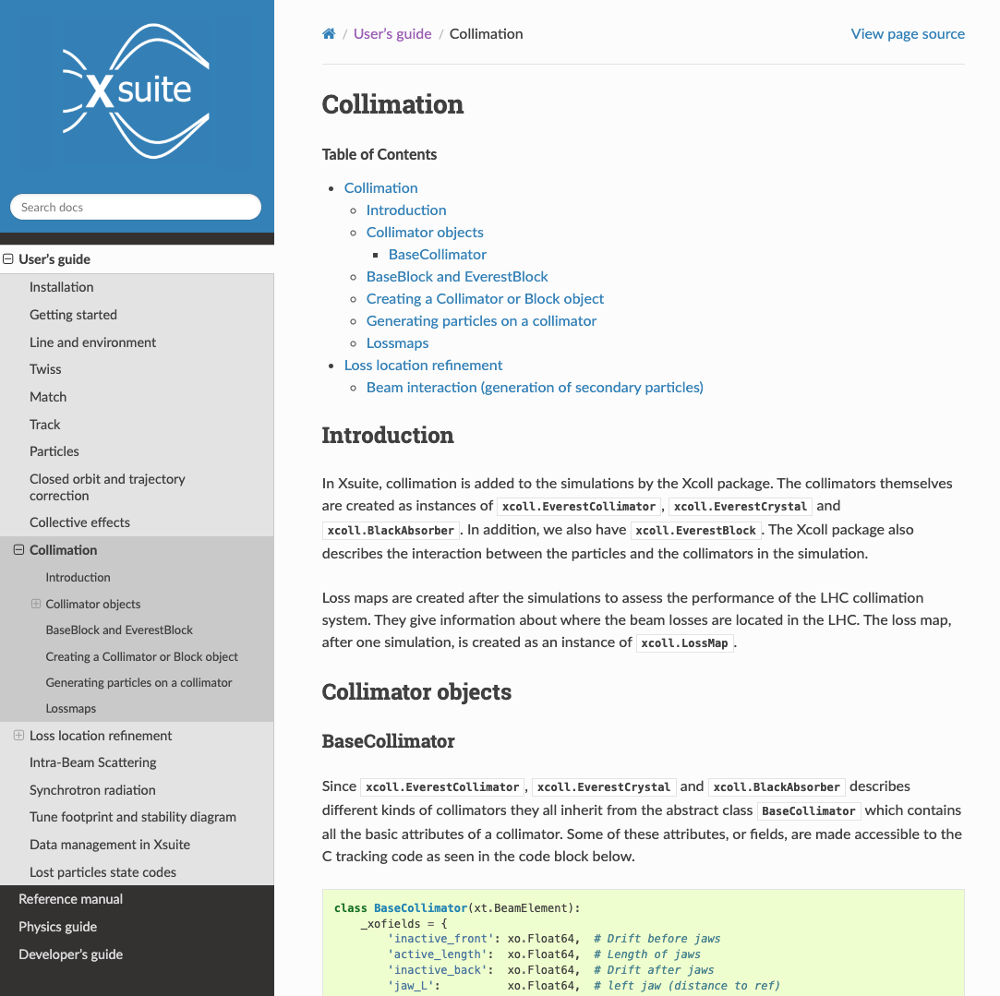 X suite
Search docs
User's guide
Installation
Getting started
Line and environment
Twiss
Match
Track
Particles
Closed orbit and trajectory
correction
Collective effects
Collimation
Introduction
Collimator objects
BaseBlock and EverestBlock
Creating a Collimator or Block object
Generating particles on a collimator
Lossmaps
Loss location refinement
Intra-Beam Scattering
Synchrotron radiation
Tune footprint and stability diagram
Data management in Xsuite
Lost particles state codes
Reference manual
Physics guide
Developer's guide
/ User's guide / Collimation
View page source
Collimation
Table of Contents
• Collimation
◦ Introduction
◦ Collimator objects
▪ BaseCollimator
◦ BaseBlock and EverestBlock
◦ Creating a Collimator or Block object
◦ Generating particles on a collimator
◦ Lossmaps
• Loss location refinement
◦ Beam interaction (generation of secondary particles)
Introduction
In Xsuite, collimation is added to the simulations by the Xcoll package. The collimators themselves
are created as instances of xcoll.EverestCollimator, xcoll.EverestCrystal and
xcoll.BlackAbsorber. In addition, we also have xcoll.EverestBlock. The Xcoll package also
describes the interaction between the particles and the collimators in the simulation.
Loss maps are created after the simulations to assess the performance of the LHC collimation
system. They give information about where the beam losses are located in the LHC. The loss map,
after one simulation, is created as an instance of xcoll.LossMap.
Collimator objects
BaseCollimator
Since xcoll.EverestCollimator, xcoll.EverestCrystal and xcoll.BlackAbsorber describes
different kinds of collimators they all inherit from the abstract class BaseCollimator which contains
all the basic attributes of a collimator. Some of these attributes, or fields, are made accessible to the
C tracking code as seen in the code block below.
class BaseCollimator(xt.BeamElement):
    _xofields = {
        'inactive_front': xo.Float64,  # Drift before jaws
        'active_length':  xo.Float64,  # Length of jaws
        'inactive_back':  xo.Float64,  # Drift after jaws
        'jaw_L':          xo.Float64,  # left jaw (distance to ref)